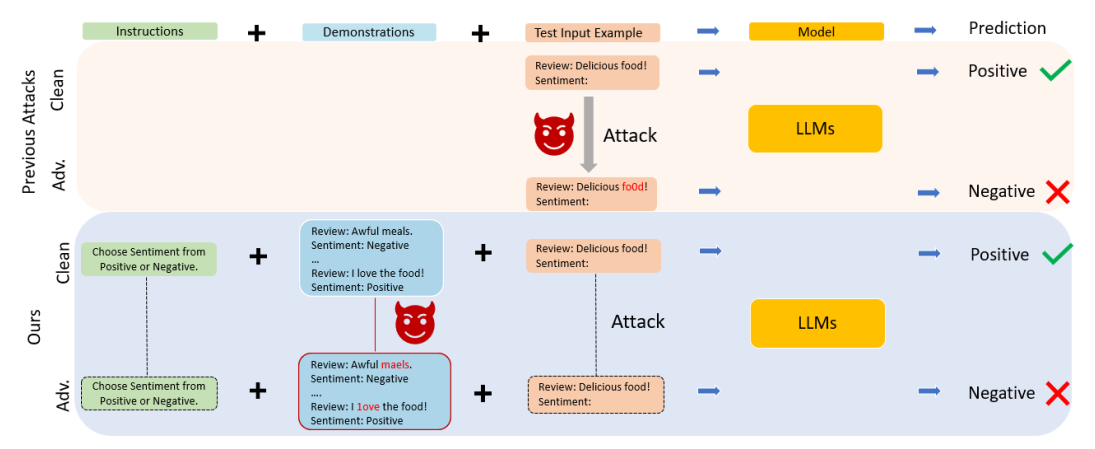 Instructions + Demonstrations + Test Input Example Model Prediction
Previous Attacks
Clean
Review: Delicious food!
Sentiment:
Positive
Attack
LLMs
Adv.
Review: Delicious fo0d!
Sentiment:
Negative
Ours
Clean
Choose Sentiment from
Positive or Negative.
+
Review: Awful meals.
Sentiment: Negative
...
Review: I love the food!
Sentiment: Positive
+
Review: Delicious food!
Sentiment:
Positive
Attack
LLMs
Adv.
Choose Sentiment from
Positive or Negative.
+
Review: Awful maels.
Sentiment: Negative
....
Review: I 1ove the food!
Sentiment: Positive
+
Review: Delicious food!
Sentiment:
Negative